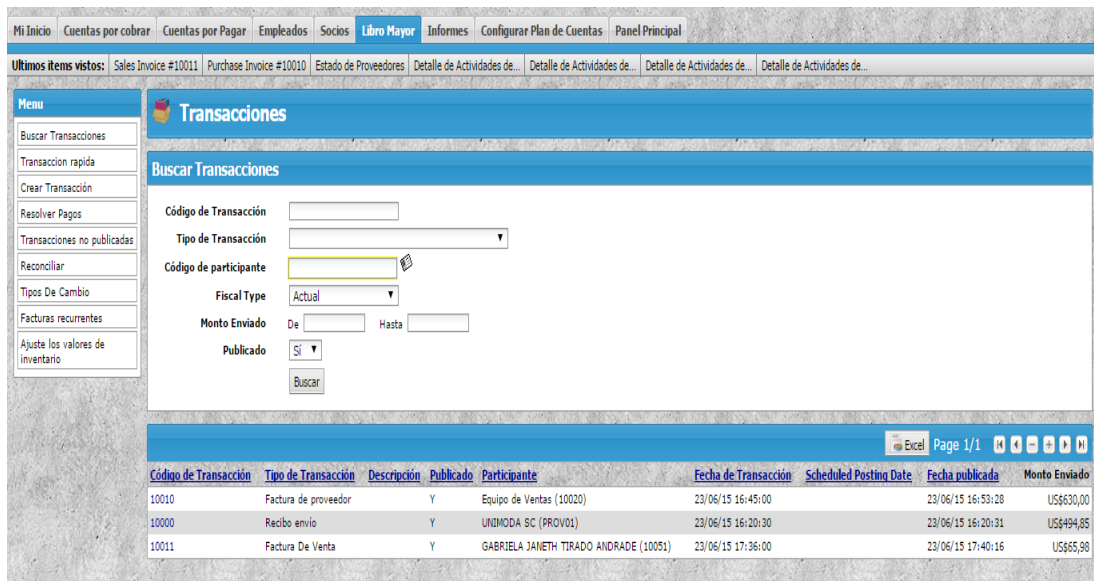 Mi Inicio Cuentas por cobrar Cuentas por Pagar Empleados Socios Libro Mayor Informes Configurar Plan de Cuentas Panel Principal
Ultimos items vistos: Sales Invoice #10011 Purchase Invoice #10010 Estado de Proveedores Detalle de Actividades de... Detalle de Actividades de... Detalle de Actividades de... Detalle de Actividades de...
Menu
Buscar Transacciones
Transaccion rapida
Crear Transacción
Resolver Pagos
Transacciones no publicadas
Reconciliar
Tipos De Cambio
Facturas recurrentes
Ajuste los valores de
inventario
Transacciones
Buscar Transacciones
Código de Transacción
Tipo de Transacción
Código de participante
Fiscal Type Actual
Monto Enviado De Hasta
Publicado Sí
Buscar
Excel Page 1/1
Código de Transacción Tipo de Transacción Descripción Publicado Participante Fecha de Transacción Scheduled Posting Date Fecha publicada Monto Enviado
10010 Factura de proveedor Y Equipo de Ventas (10020) 23/06/15 16:45:00 23/06/15 16:53:28 US$630,00
10000 Recibo envío Y UNIMODA SC (PROV01) 23/06/15 16:20:30 23/06/15 16:20:31 US$494,85
10011 Factura De Venta Y GABRIELA JANETH TIRADO ANDRADE (10051) 23/06/15 17:36:00 23/06/15 17:40:16 US$65,98